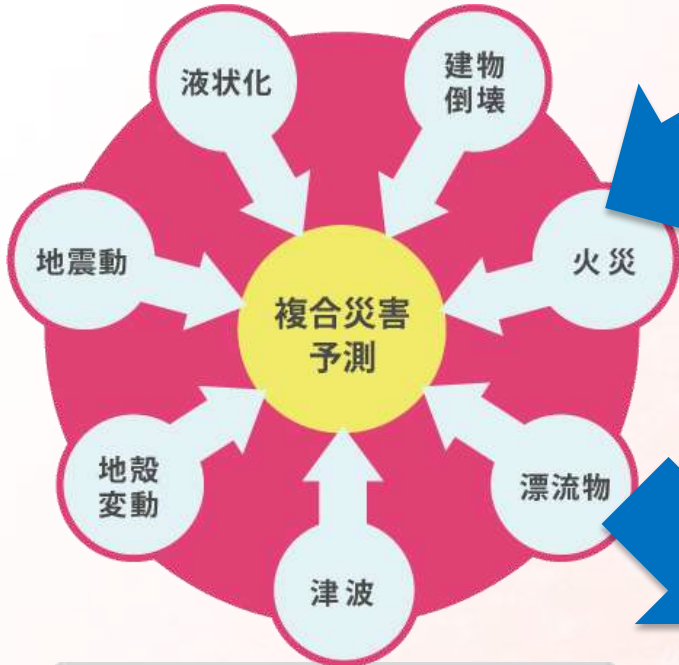 液状化
建物
倒壊
地震動
火災
複合災害
予測
地殻
変動
漂流物
津波